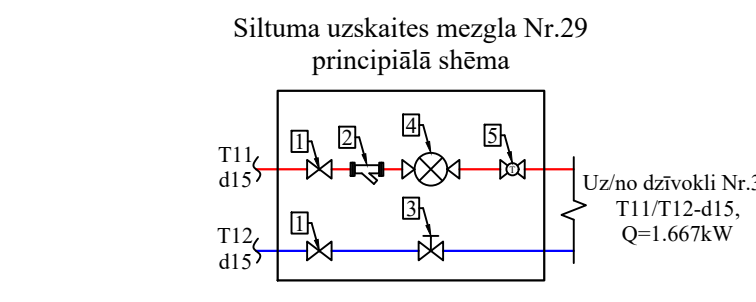 Siltuma uzskaites mezgla Nr.29
principiālā shēma
1
2
4
5
T11
d15
T
Uz/no dzīvokli Nr.3
T11/T12-d15,
Q=1.667kW
1
3
T12
d15